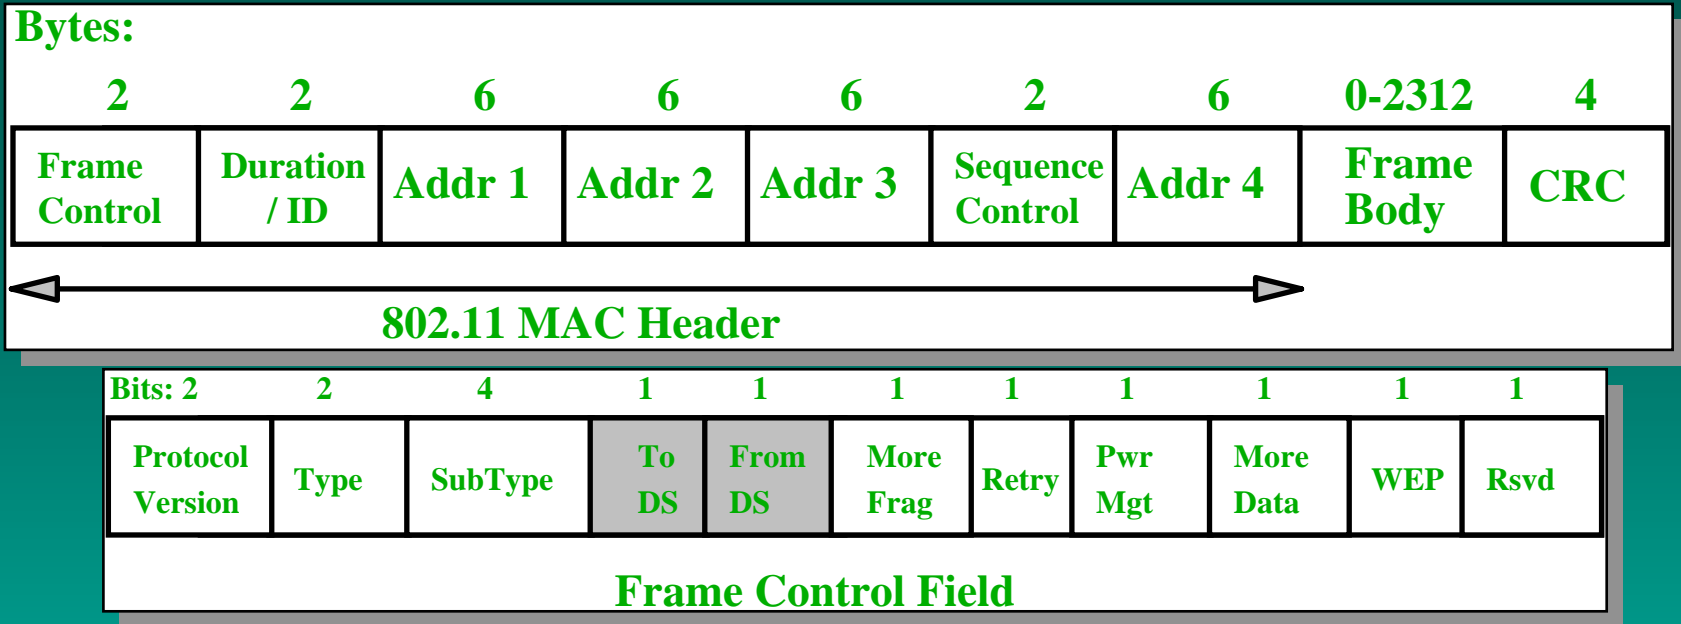 Bytes:
2 2 6 6 6 2 6 0-2312 4
Frame Control
Duration / ID
Addr 1
Addr 2
Addr 3
Sequence Control
Addr 4
Frame Body
CRC
802.11 MAC Header
Bits: 2 2 4 1 1 1 1 1 1 1 1
Protocol Version
Type
SubType
To DS
From DS
More Frag
Retry
Pwr Mgt
More Data
WEP
Rsvd
Frame Control Field